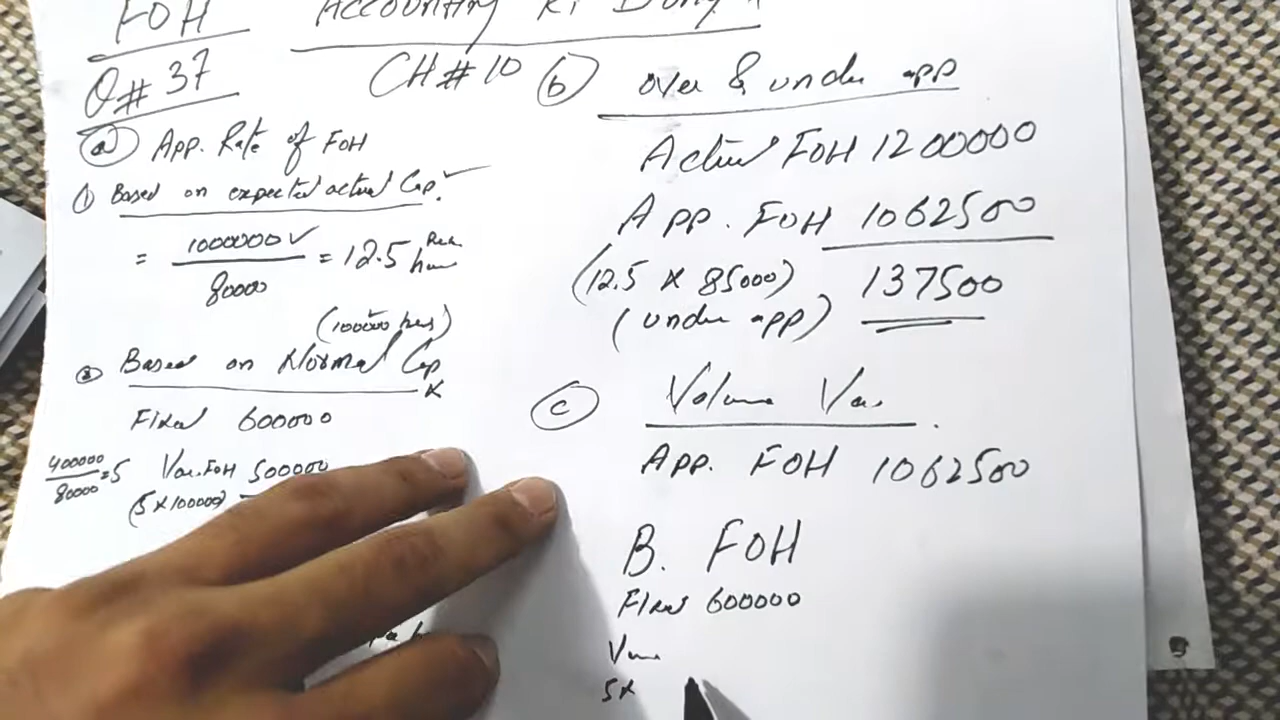 FOH
Accounting Ki Duniya
Q# 37
CH# 10
(a) App. Rate of FOH
(1) Based on expected actual Cap. ✓
= 1000000 ✓ / 80000 = 12.5 Per hour
(100000 hrs)
(2) Based on Normal Cap x
Fixed 600000
400000 / 80000 = 5 Var. FOH 500000
(5 x 100000)
(b) over & under app
Actual FOH 1200000
App. FOH 1062500
(12.5 x 85000) 137500
(under app)
(c) Volume Var.
App. FOH 1062500
B. FOH
Fixed 600000
Var
5x